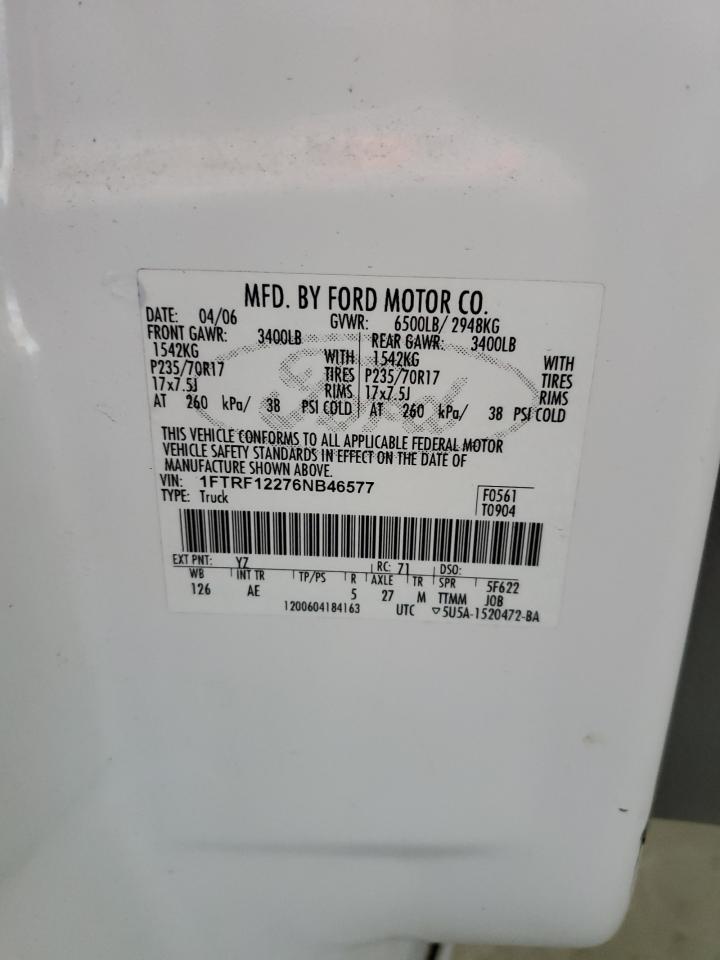 MFD. BY FORD MOTOR CO.
DATE: 04/06 GVWR: 6500LB/ 2948KG
FRONT GAWR: 3400LB REAR GAWR: 3400LB
1542KG WITH 1542KG WITH
P235/70R17 TIRES P235/70R17 TIRES
17x7.5J RIMS 17x7.5J RIMS
AT 260 kPa/ 38 PSI COLD AT 260 kPa/ 38 PSI COLD
Ford
THIS VEHICLE CONFORMS TO ALL APPLICABLE FEDERAL MOTOR
VEHICLE SAFETY STANDARDS IN EFFECT ON THE DATE OF
MANUFACTURE SHOWN ABOVE.
VIN: 1FTRF12276NB46577 F0561
TYPE: Truck T0904
EXT PNT: YZ RC: 71 DSO:
WB INT TR TP/PS R AXLE TR SPR 5F622
126 AE 5 27 M TTMM JOB
1200604184163 UTC ▽5U5A-1520472-BA